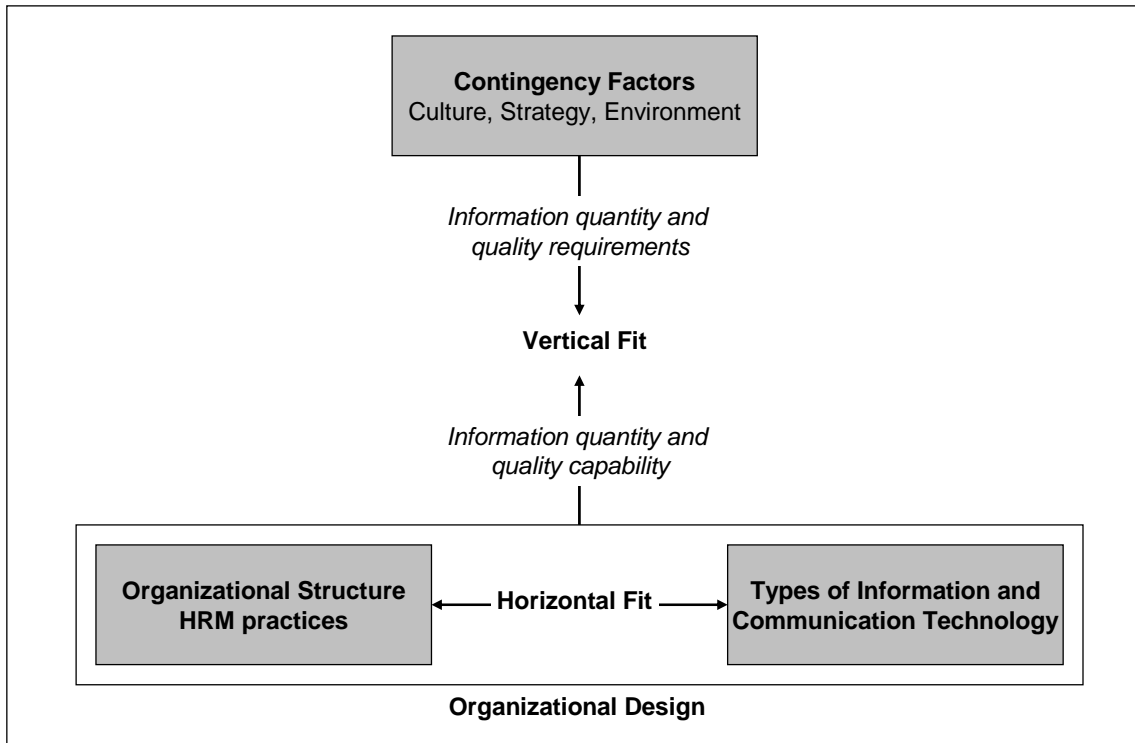 Contingency Factors
Culture, Strategy, Environment
Information quantity and
quality requirements
Vertical Fit
Information quantity and
quality capability
Organizational Structure
HRM practices
Horizontal Fit
Types of Information and
Communication Technology
Organizational Design